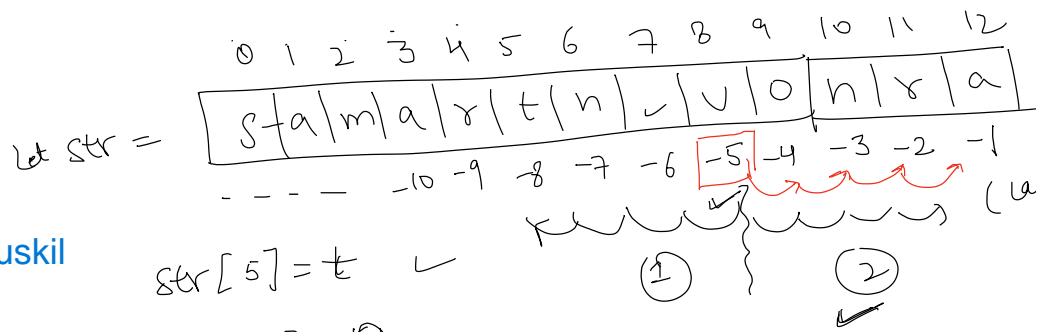 0 1 2 3 4 5 6 7 8 9 10 11 12
let str = s a m a r t n ✓ v o n r a
- - - - -10 -9 -8 -7 -6 -5 -4 -3 -2 -1
(la
uskil
str[5] = t ✓
1 2